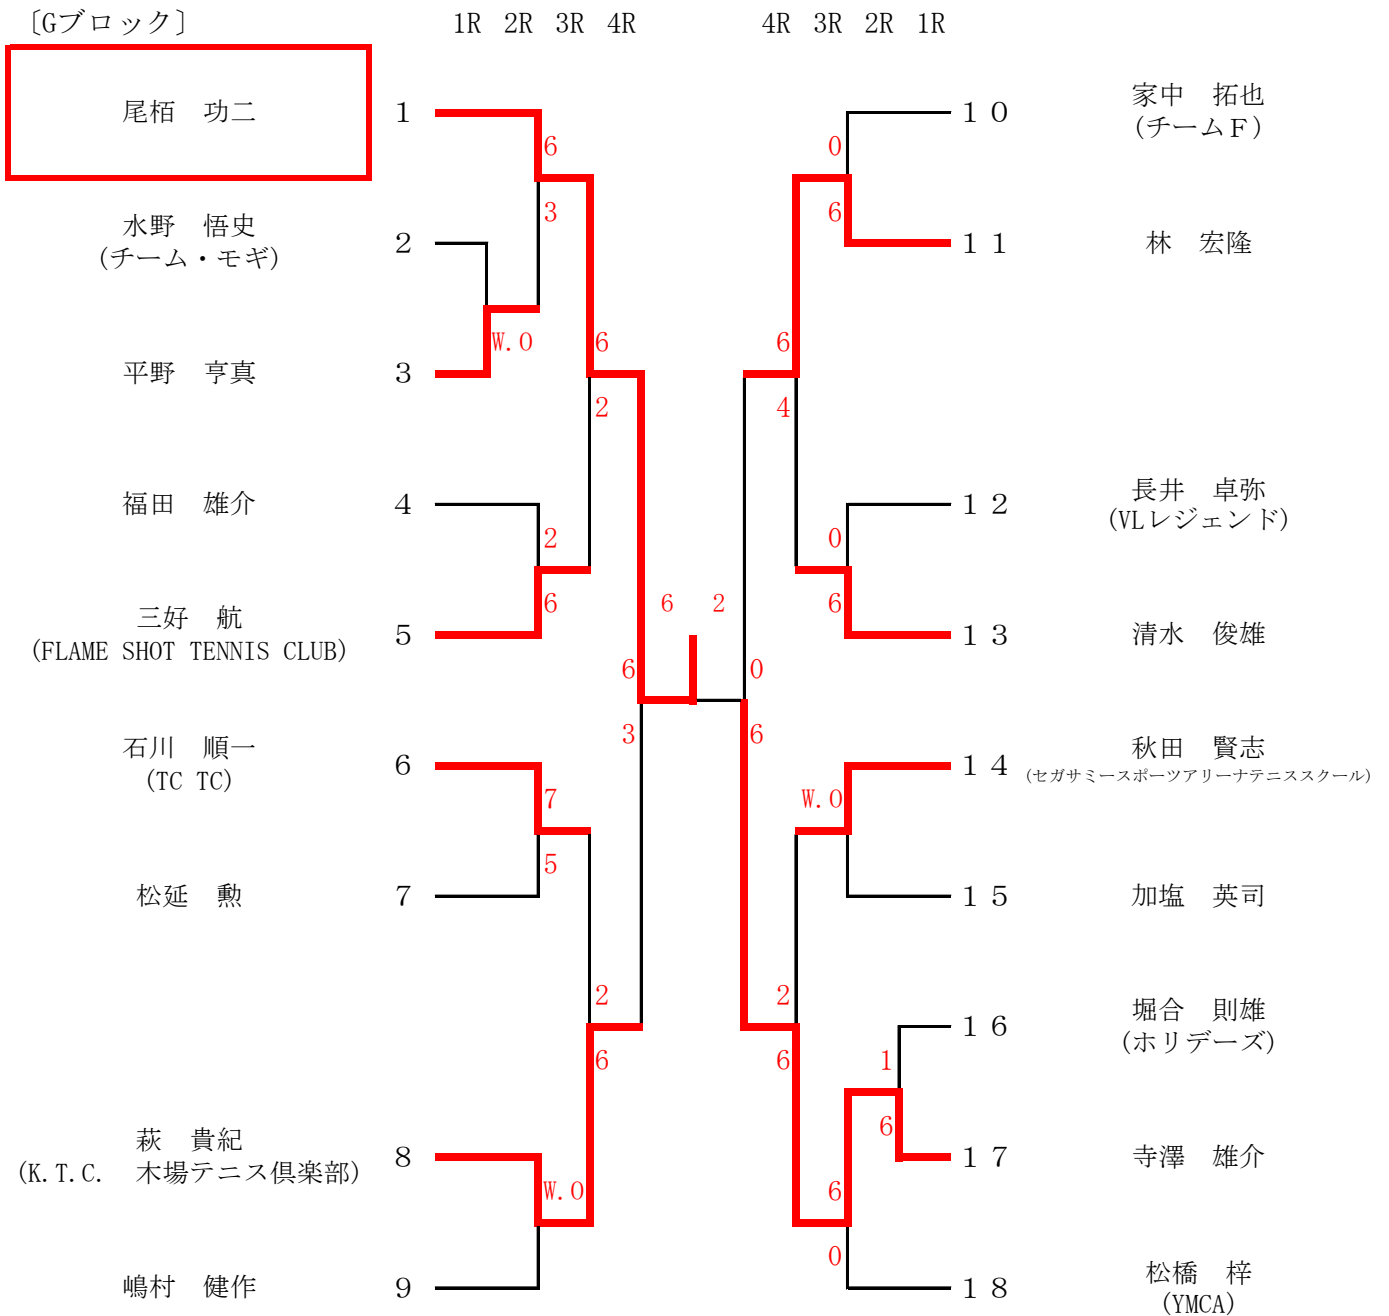 〔Gブロック〕
1R 2R 3R 4R
4R 3R 2R 1R
尾栢　功二
1
水野　悟史
(チーム・モギ)
2
平野　亨真
3
福田　雄介
4
三好　航
(FLAME SHOT TENNIS CLUB)
5
石川　順一
(TC TC)
6
松延　勲
7
萩　貴紀
(K.T.C.　木場テニス倶楽部)
8
嶋村　健作
9
6
3
W.O
6
2
2
6
6
3
7
5
2
6
W.O
6 2
0
6
0
6
6
4
0
6
W.O
2
6
1
6
6
0
10
家中　拓也
(チームF)
11
林　宏隆
12
長井　卓弥
(VLレジェンド)
13
清水　俊雄
14
秋田　賢志
(セガサミースポーツアリーナテニススクール)
15
加塩　英司
16
堀合　則雄
(ホリデーズ)
17
寺澤　雄介
18
松橋　梓
(YMCA)